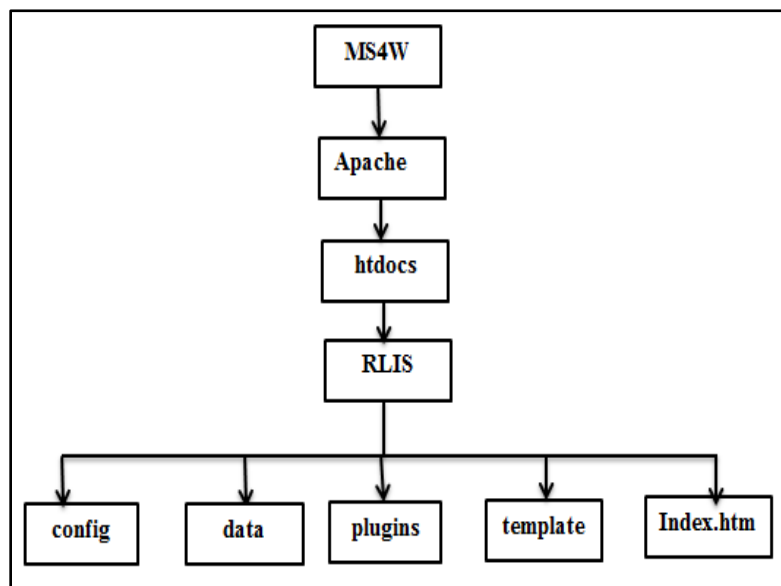 MS4W
Apache
htdocs
RLIS
config
data
plugins
template
Index.htm